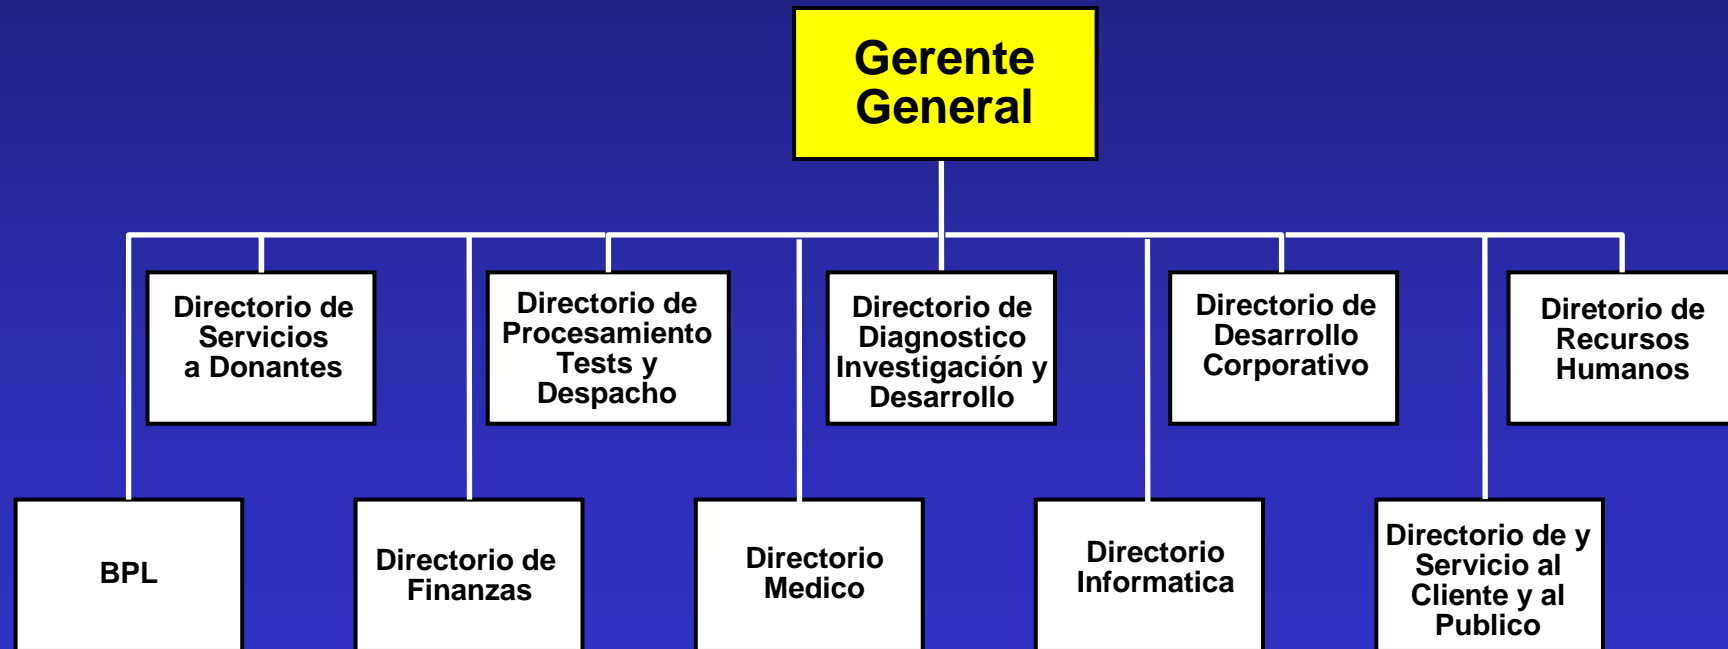 Gerente
General
Directorio de
Servicios
a Donantes
Directorio de
Procesamiento
Tests y
Despacho
Directorio de
Diagnostico
Investigación y
Desarrollo
Directorio de
Desarrollo
Corporativo
Diretorio de
Recursos
Humanos
BPL
Directorio de
Finanzas
Directorio
Medico
Directorio
Informatica
Directorio de y
Servicio al
Cliente y al
Publico